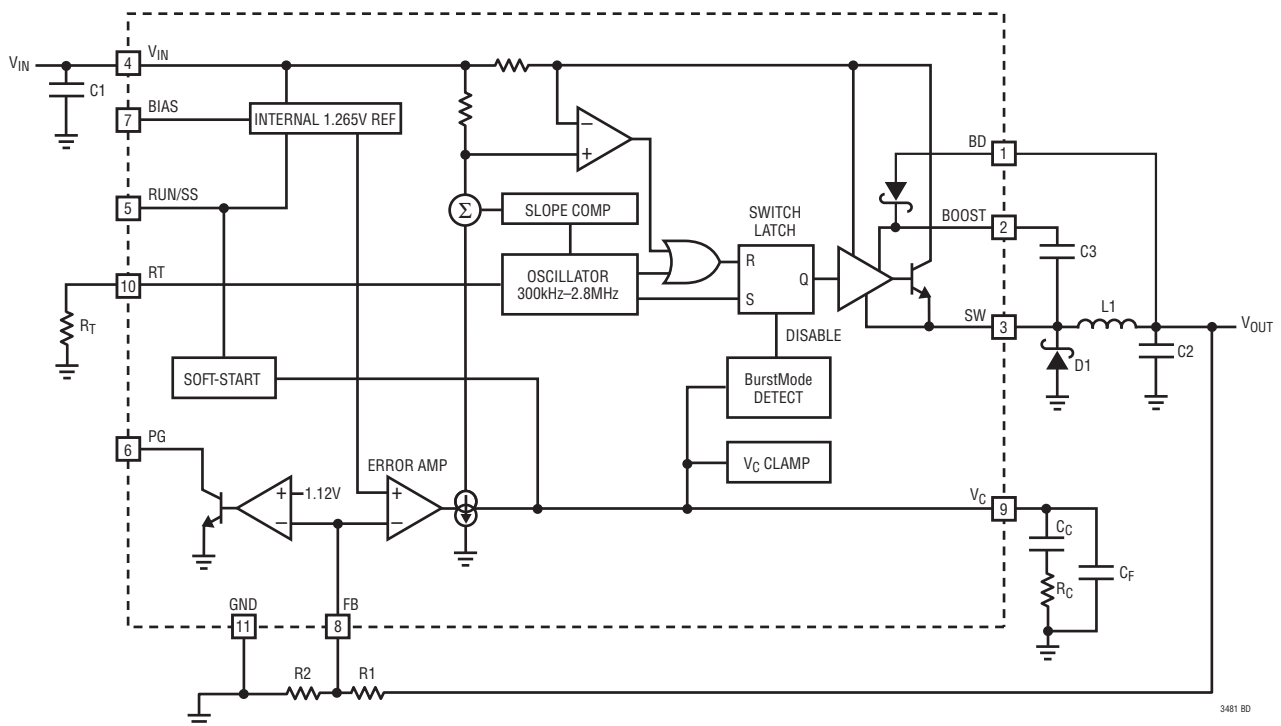 VIN
4
VIN
C1
7
BIAS
INTERNAL 1.265V REF
5
RUN/SS
−
+
Σ
SLOPE COMP
SWITCH
LATCH
BD
1
BOOST
2
C3
10
RT
OSCILLATOR
300kHz–2.8MHz
R
S
Q
RT
SW
3
L1
VOUT
DISABLE
D1
C2
SOFT-START
BurstMode
DETECT
6
PG
ERROR AMP
VC CLAMP
+
1.12V
−
+
−
VC
9
CC
RC
CF
GND
11
FB
8
R2
R1
3481 BD